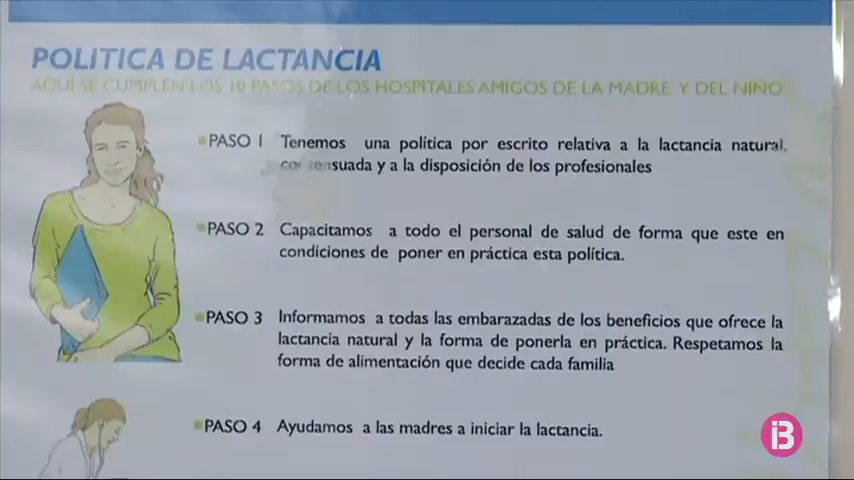 POLITICA DE LACTANCIA
AQUÍ SE CUMPLEN LOS 10 PASOS DE LOS HOSPITALES AMIGOS DE LA MADRE Y DEL NIÑO
PASO 1 Tenemos una política por escrito relativa a la lactancia natural,
consensuada y a la disposición de los profesionales
PASO 2 Capacitamos a todo el personal de salud de forma que este en
condiciones de poner en práctica esta política.
PASO 3 Informamos a todas las embarazadas de los beneficios que ofrece la
lactancia natural y la forma de ponerla en práctica. Respetamos la
forma de alimentación que decide cada familia
PASO 4 Ayudamos a las madres a iniciar la lactancia.